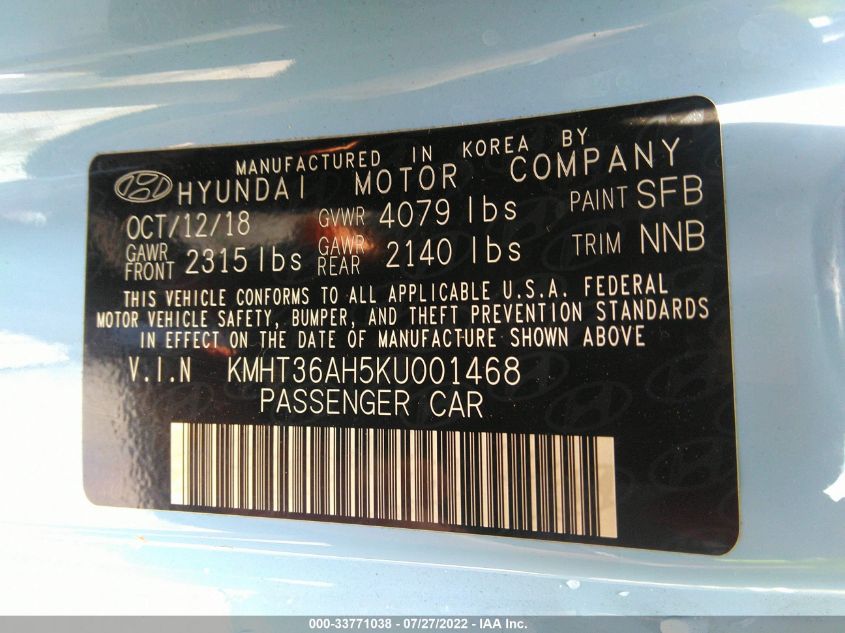 MANUFACTURED IN KOREA BY
HYUNDAI MOTOR COMPANY
OCT/12/18 GVWR 4079 lbs PAINT SFB
GAWR FRONT 2315 lbs GAWR REAR 2140 lbs TRIM NNB
THIS VEHICLE CONFORMS TO ALL APPLICABLE U.S.A. FEDERAL
MOTOR VEHICLE SAFETY, BUMPER, AND THEFT PREVENTION STANDARDS
IN EFFECT ON THE DATE OF MANUFACTURE SHOWN ABOVE
V.I.N KMHT36AH5KU001468
PASSENGER CAR
000-33771038 / 07/27/2022 - IAA Inc.